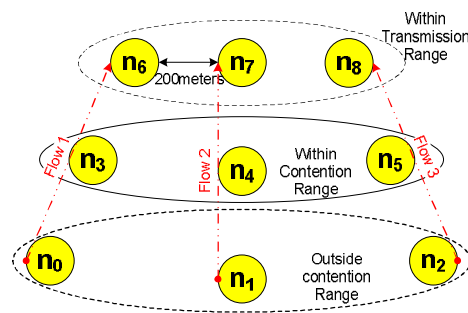 Within
Transmission
Range
n6
n7
n8
200meters
Flow 1
Flow 2
Flow 3
n3
n4
n5
Within
Contention
Range
n0
n1
n2
Outside
contention
Range